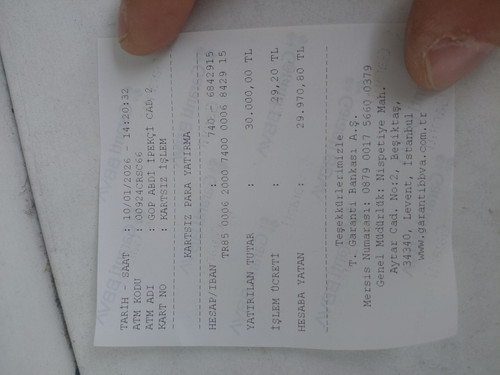 TARİH - SAAT : 10/01/2026 - 14:20:32
ATM KODU : 00924CRSC66
ATM ADI : GOP ABDİ İPEKÇİ CAD 2
KART NO : KARTSIZ İŞLEM
KARTSIZ PARA YATIRMA
HESAP/IBAN : 740 - 6842915
TR85 0006 2000 7400 0006 8429 15
YATIRILAN TUTAR : 30.000,00 TL
İŞLEM ÜCRETİ : 29,20 TL
HESABA YATAN : 29.970,80 TL
Teşekkürlerimizle
T. Garanti Bankası A.Ş.
Mersis Numarası: 0879 0017 5660 0379
Genel Müdürlük: Nispetiye Mah.
Aytar Cad. No:2, Beşiktaş,
34340, Levent, İstanbul
www.garantibbva.com.tr